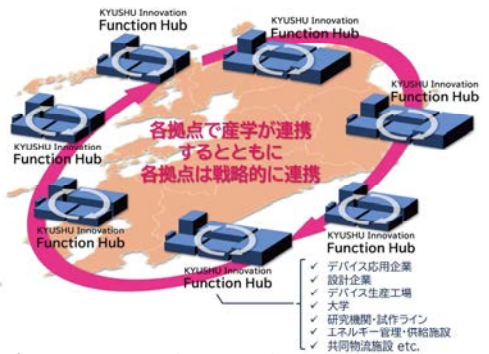 KYUSHU Innovation
Function Hub
KYUSHU Innovation
Function Hub
KYUSHU Innovation
Function Hub
KYUSHU Innovation
Function Hub
各拠点で産学が連携
するとともに
各拠点は戦略的に連携
KYUSHU Innovation
Function Hub
KYUSHU Innovation
Function Hub
KYUSHU Innovation
Function Hub
✓ デバイス応用企業
✓ 設計企業
✓ デバイス生産工場
✓ 大学
✓ 研究機関・試作ライン
✓ エネルギー管理・供給施設
✓ 共同物流施設 etc.